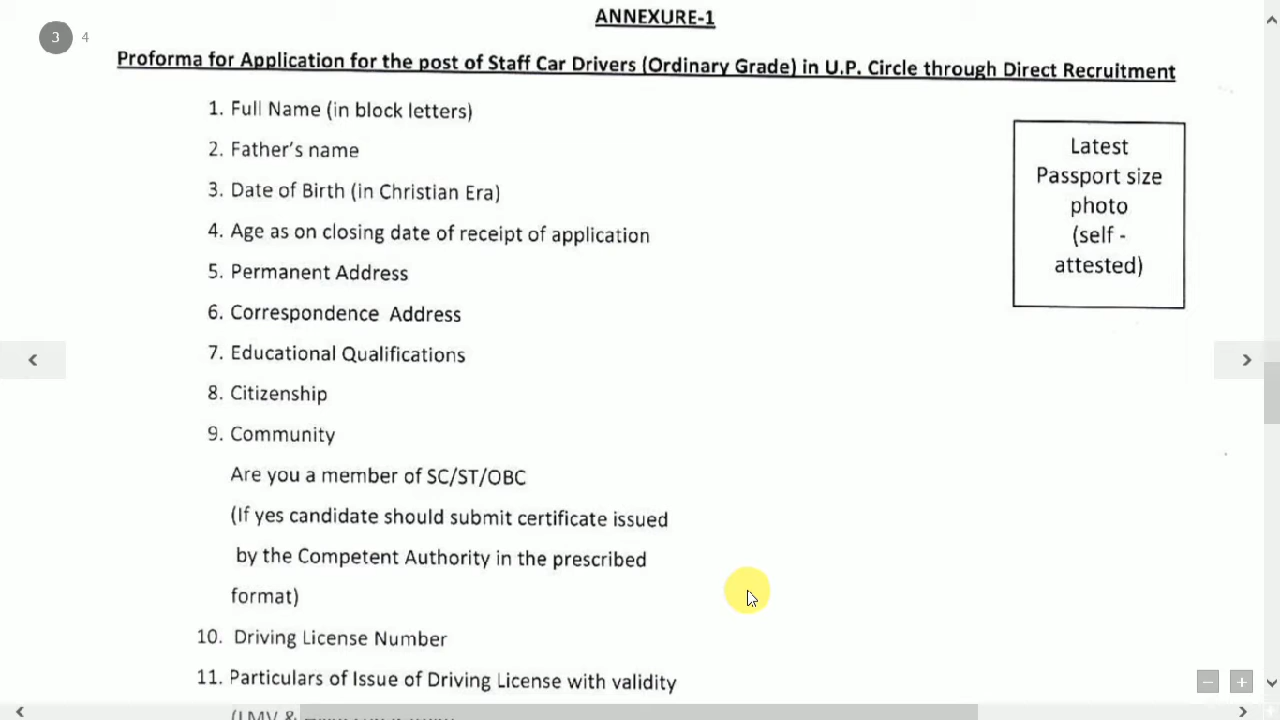 3 4
ANNEXURE-1
Proforma for Application for the post of Staff Car Drivers (Ordinary Grade) in U.P. Circle through Direct Recruitment
1. Full Name (in block letters)
2. Father's name
3. Date of Birth (in Christian Era)
4. Age as on closing date of receipt of application
5. Permanent Address
6. Correspondence Address
7. Educational Qualifications
8. Citizenship
9. Community
Are you a member of SC/ST/OBC
(If yes candidate should submit certificate issued
by the Competent Authority in the prescribed
format)
10. Driving License Number
11. Particulars of Issue of Driving License with validity
(LMV &
Latest
Passport size
photo
(self -
attested)